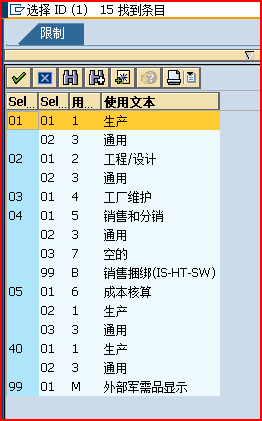 选择 ID (1) 15 找到条目
限制
Sel... Sel... 用... 使用文本
01 01 1 生产
02 3 通用
02 01 2 工程/设计
02 3 通用
03 01 4 工厂维护
04 01 5 销售和分销
02 3 通用
03 7 空的
99 B 销售捆绑(IS-HT-SW)
05 01 6 成本核算
02 1 生产
03 3 通用
40 01 1 生产
02 3 通用
99 01 M 外部军需品显示